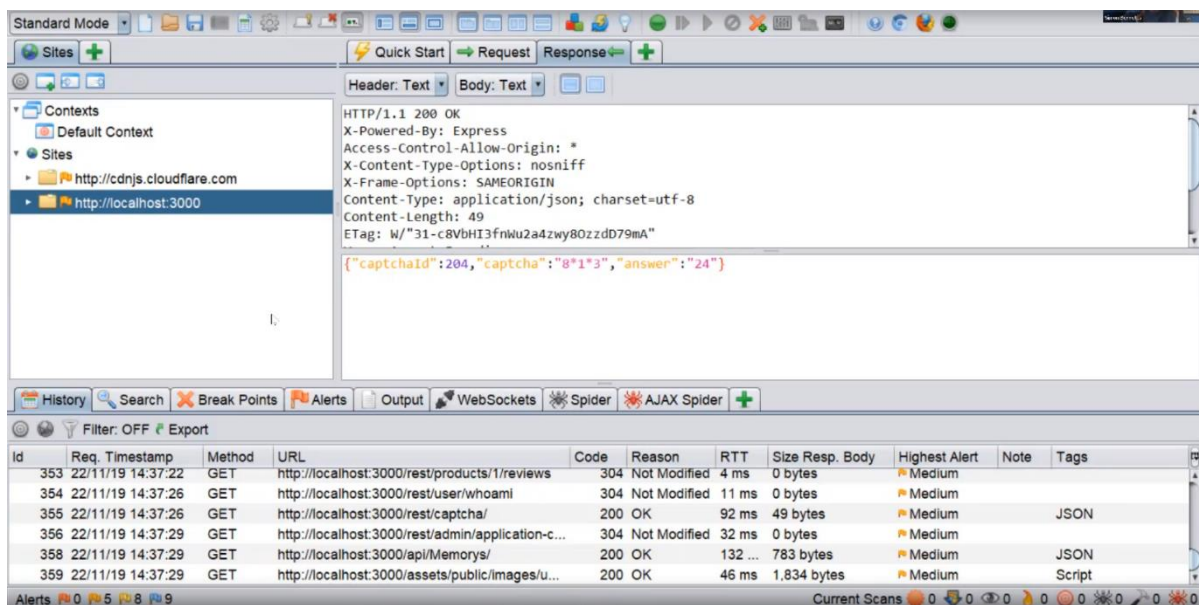 Standard Mode
Sites
Quick Start Request Response
Header: Text Body: Text
Contexts
Default Context
Sites
http://cdnjs.cloudflare.com
http://localhost:3000
HTTP/1.1 200 OK
X-Powered-By: Express
Access-Control-Allow-Origin: *
X-Content-Type-Options: nosniff
X-Frame-Options: SAMEORIGIN
Content-Type: application/json; charset=utf-8
Content-Length: 49
ETag: W/"31-c8VbHI3fnWu2a4zwy8OzzdD79mA"
{"captchaId":204,"captcha":"8*1*3","answer":"24"}
History Search Break Points Alerts Output WebSockets Spider AJAX Spider
Filter: OFF Export
Id Req. Timestamp Method URL Code Reason RTT Size Resp. Body Highest Alert Note Tags
353 22/11/19 14:37:22 GET http://localhost:3000/rest/products/1/reviews 304 Not Modified 4 ms 0 bytes Medium
354 22/11/19 14:37:26 GET http://localhost:3000/rest/user/whoami 304 Not Modified 11 ms 0 bytes Medium
355 22/11/19 14:37:26 GET http://localhost:3000/rest/captcha/ 200 OK 92 ms 49 bytes Medium JSON
356 22/11/19 14:37:29 GET http://localhost:3000/rest/admin/application-c... 304 Not Modified 32 ms 0 bytes Medium
358 22/11/19 14:37:29 GET http://localhost:3000/api/Memorys/ 200 OK 132 ... 783 bytes Medium JSON
359 22/11/19 14:37:29 GET http://localhost:3000/assets/public/images/u... 200 OK 46 ms 1,834 bytes Medium Script
Alerts 0 5 8 9 Current Scans 0 0 0 0 0 0 0 0